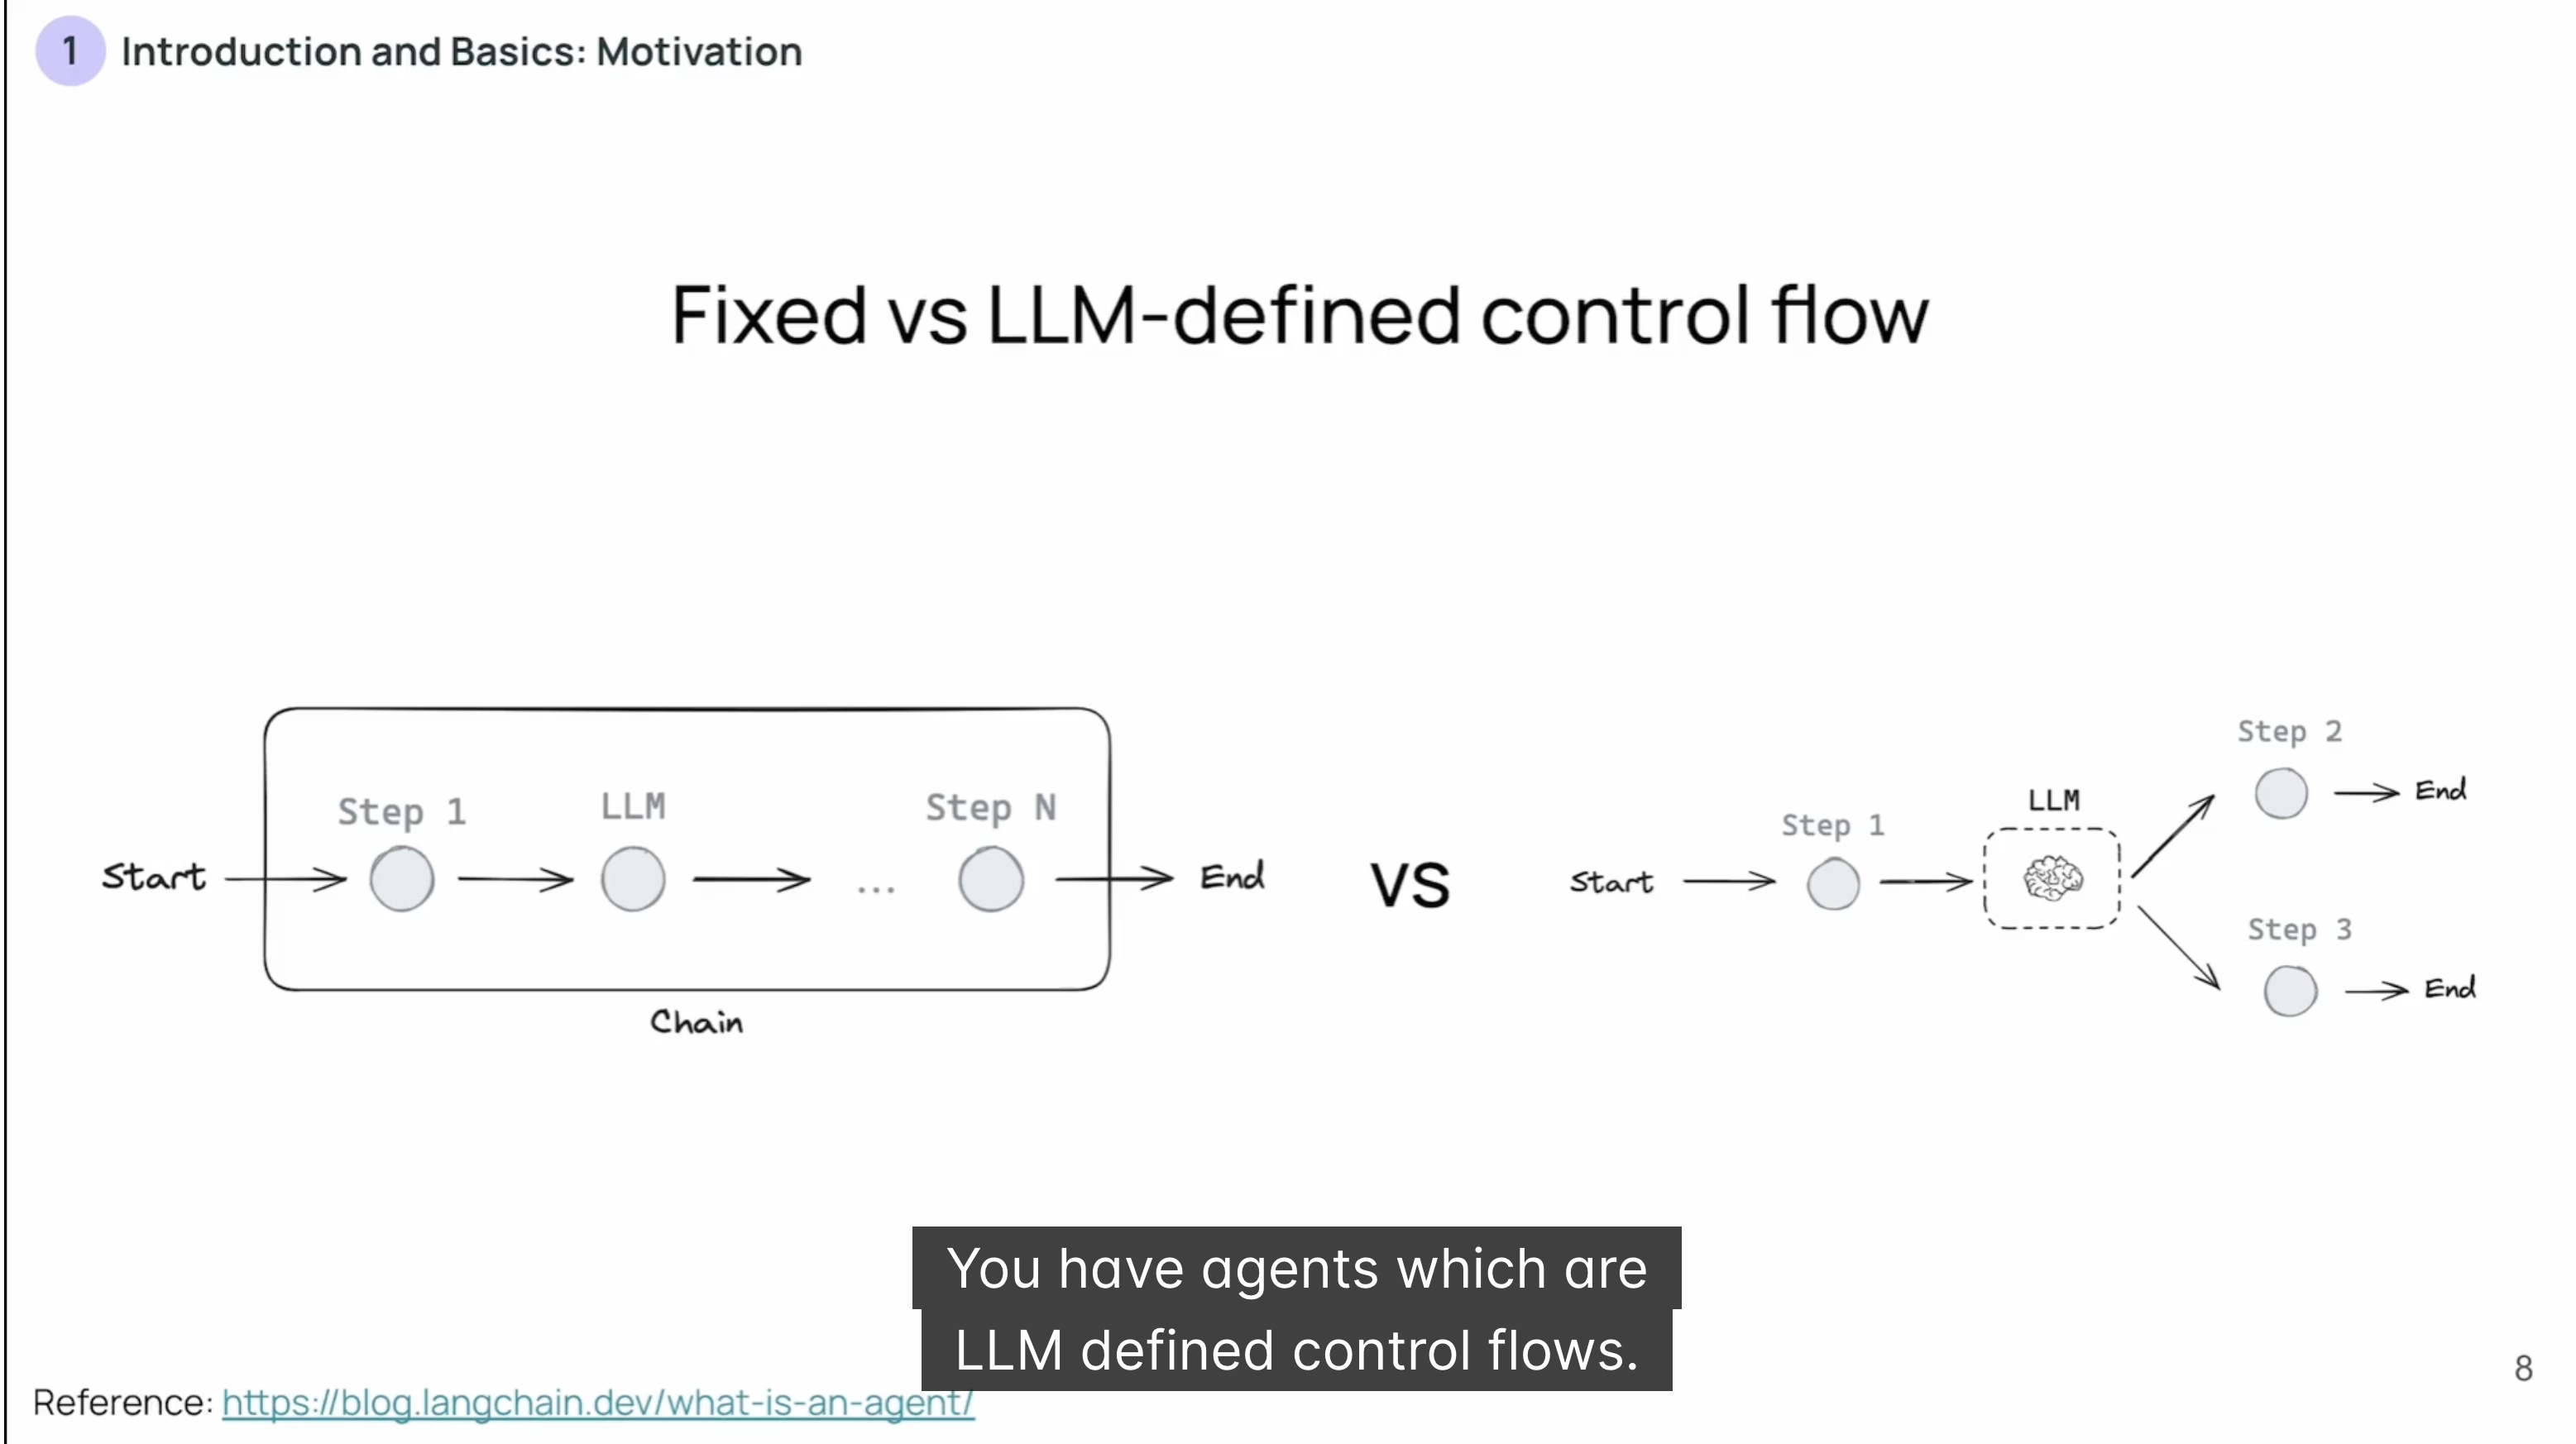 1 Introduction and Basics: Motivation
Fixed vs LLM-defined control flow
Step 1
LLM
Step N
Start
...
End
Chain
VS
Step 2
LLM
End
Step 1
Start
Step 3
End
You have agents which are
LLM defined control flows.
8
Reference: https://blog.langchain.dev/what-is-an-agent/